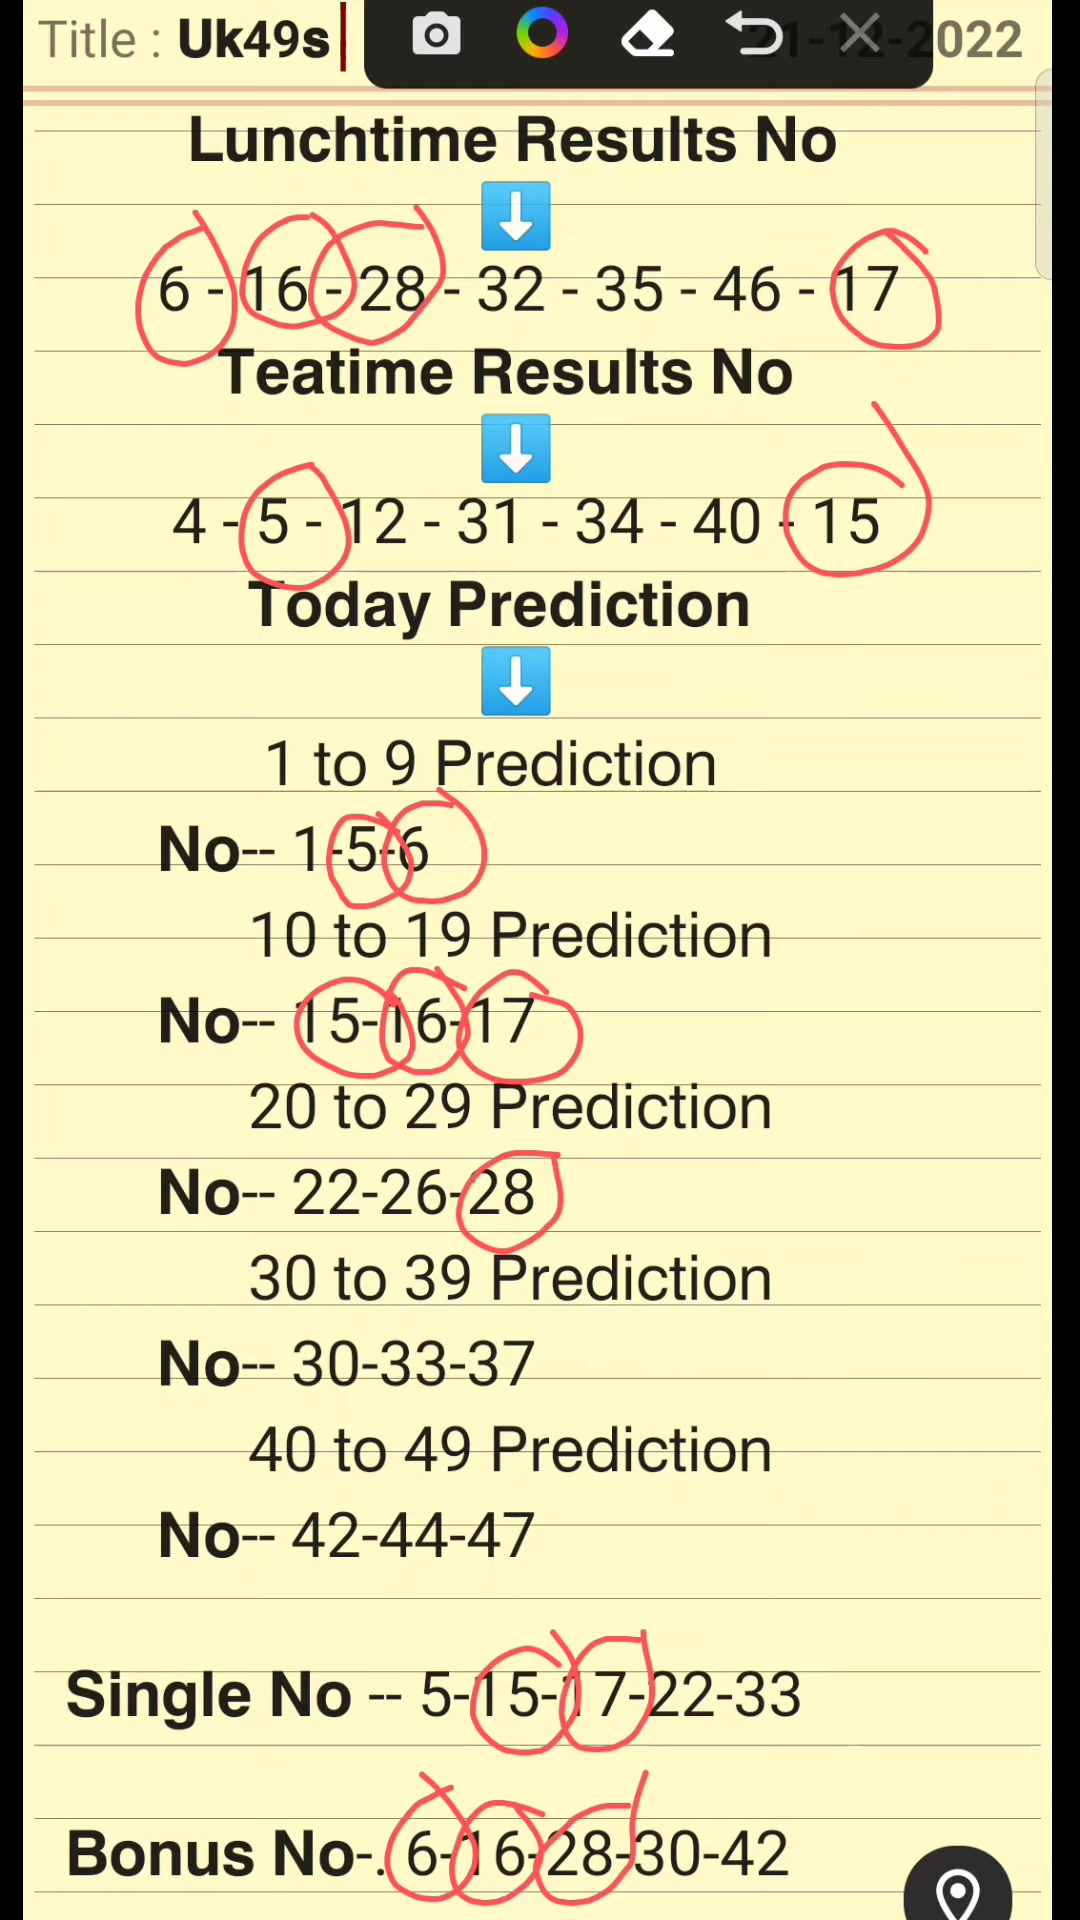 Title : Uk49s 21-12-2022
Lunchtime Results No
6 - 16 - 28 - 32 - 35 - 46 - 17
Teatime Results No
4 - 5 - 12 - 31 - 34 - 40 - 15
Today Prediction
1 to 9 Prediction
No-- 1-5-6
10 to 19 Prediction
No-- 15-16-17
20 to 29 Prediction
No-- 22-26-28
30 to 39 Prediction
No-- 30-33-37
40 to 49 Prediction
No-- 42-44-47
Single No -- 5-15-17-22-33
Bonus No-. 6-16-28-30-42